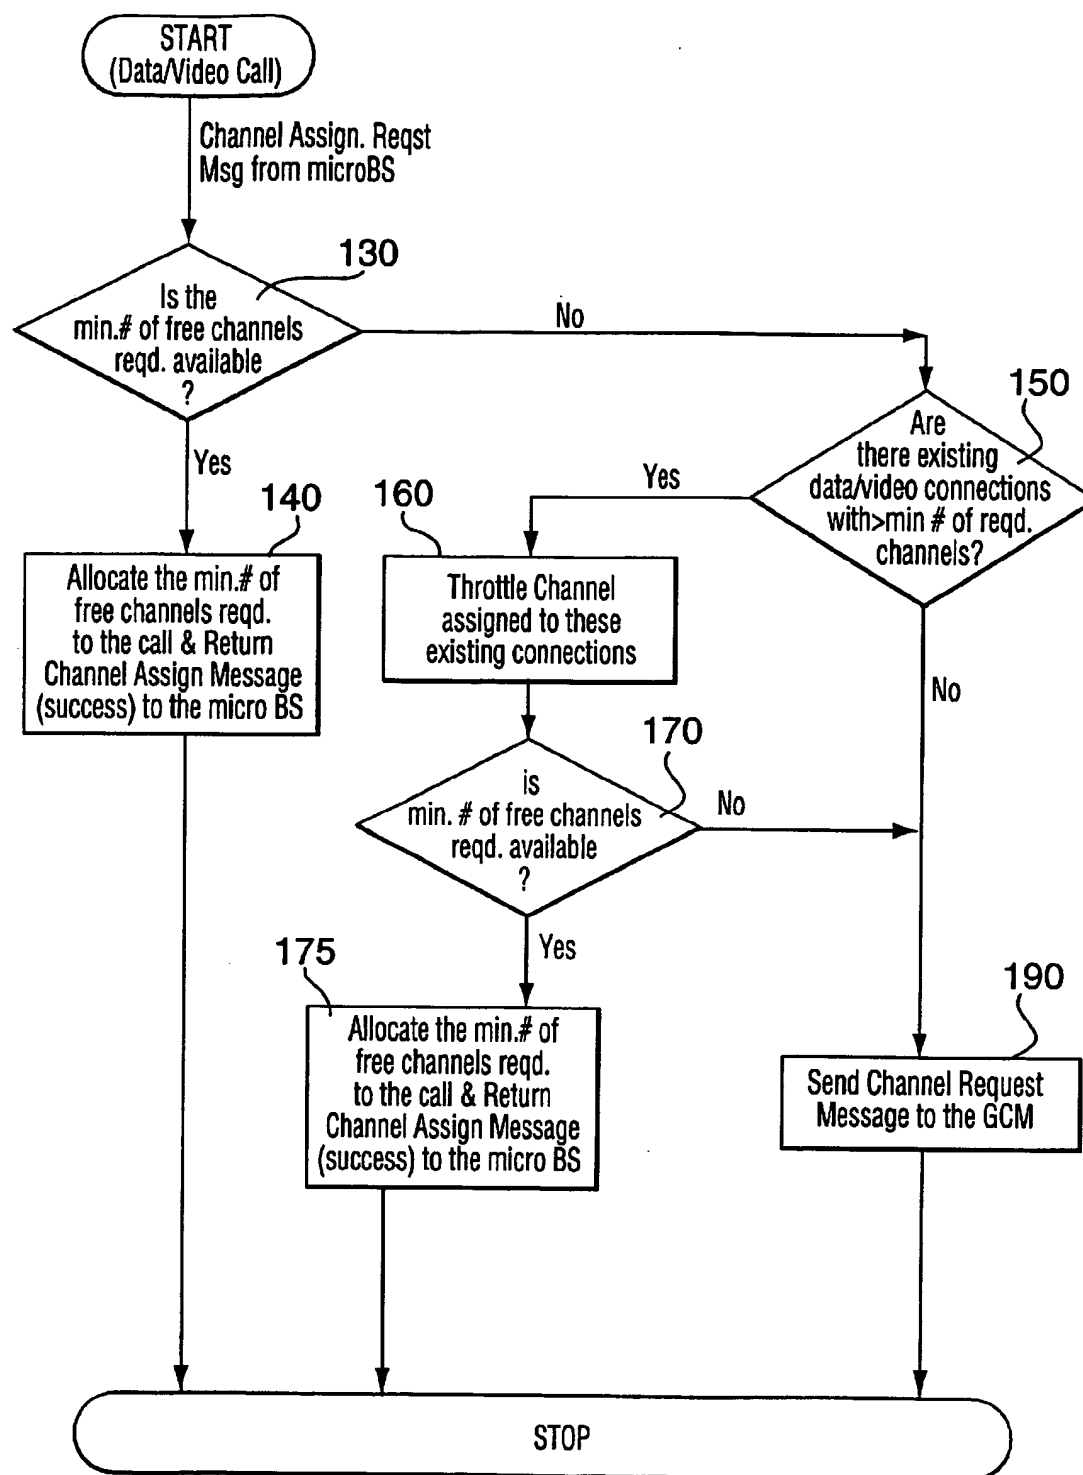 START
(Data/Video Call)
Channel Assign. Reqst
Msg from microBS
130
Is the
min.# of free channels
reqd. available
?
No
150
Are
there existing
data/video connections
with>min # of reqd.
channels?
Yes
Yes
140
Allocate the min.# of
free channels reqd.
to the call & Return
Channel Assign Message
(success) to the micro BS
160
Throttle Channel
assigned to these
existing connections
No
170
is
min. # of free channels
reqd. available
?
No
Yes
175
Allocate the min.# of
free channels reqd.
to the call & Return
Channel Assign Message
(success) to the micro BS
190
Send Channel Request
Message to the GCM
STOP